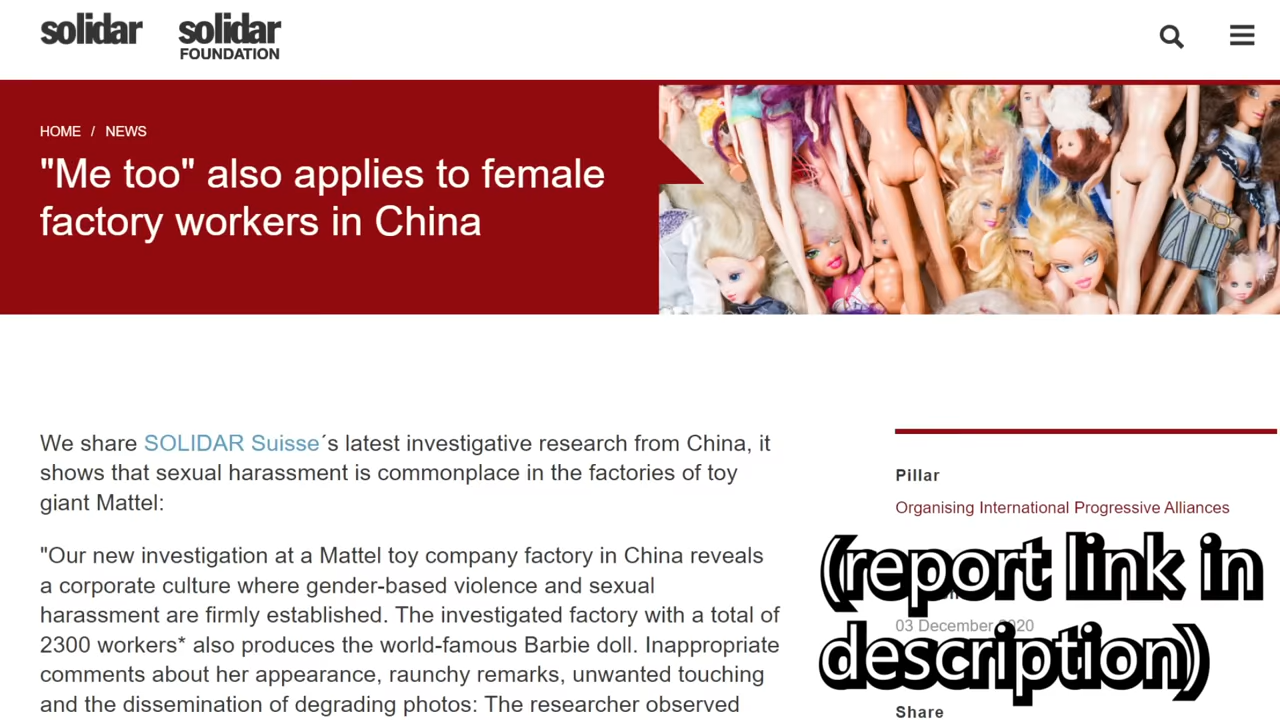 solidar
solidar
FOUNDATION
HOME / NEWS
"Me too" also applies to female
factory workers in China
We share SOLIDAR Suisse´s latest investigative research from China, it
shows that sexual harassment is commonplace in the factories of toy
giant Mattel:
"Our new investigation at a Mattel toy company factory in China reveals
a corporate culture where gender-based violence and sexual
harassment are firmly established. The investigated factory with a total of
2300 workers* also produces the world-famous Barbie doll. Inappropriate
comments about her appearance, raunchy remarks, unwanted touching
and the dissemination of degrading photos: The researcher observed
Pillar
Organising International Progressive Alliances
(report link in
03 December 2020
description)
Share